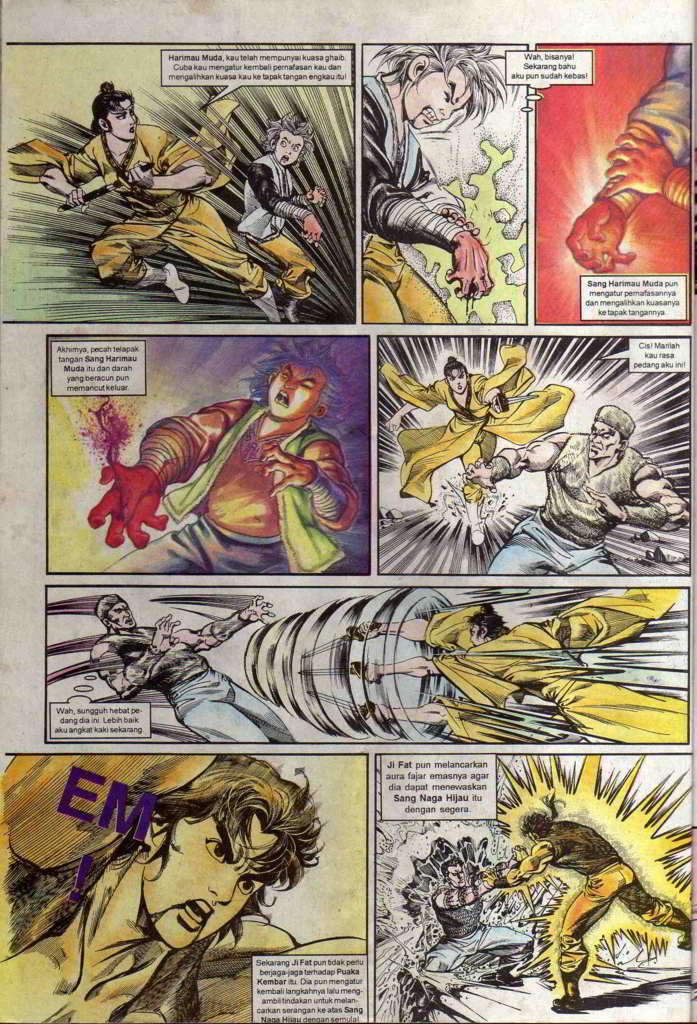 Harimau Muda, kau telah mempunyai kuasa ghaib.
Cuba kau mengatur kembali pernafasan kau dan
mengalihkan kuasa kau ke tapak tangan engkau itu!
Wah, bisanya!
Sekarang bahu
aku pun sudah kebas!
Sang Harimau Muda pun
mengatur pernafasannya
dan mengalihkan kuasanya
ke tapak tangannya.
Akhirnya, pecah telapak
tangan Sang Harimau
Muda itu dan darah
yang beracun pun
memancut keluar.
Cis! Marilah
kau rasa
pedang aku ini!
Wah, sungguh hebat pe-
dang dia ini. Lebih baik
aku angkat kaki sekarang.
EM
!
Sekarang Ji Fat pun tidak perlu
berjaga-jaga terhadap Puaka
Kembar itu. Dia pun mengatur
kembali langkahnya lalu meng-
ambil tindakan untuk melan-
carkan serangan ke atas Sang
Naga Hijau dengan semula.
Ji Fat pun melancarkan
aura fajar emasnya agar
dia dapat menewaskan
Sang Naga Hijau itu
dengan segera.